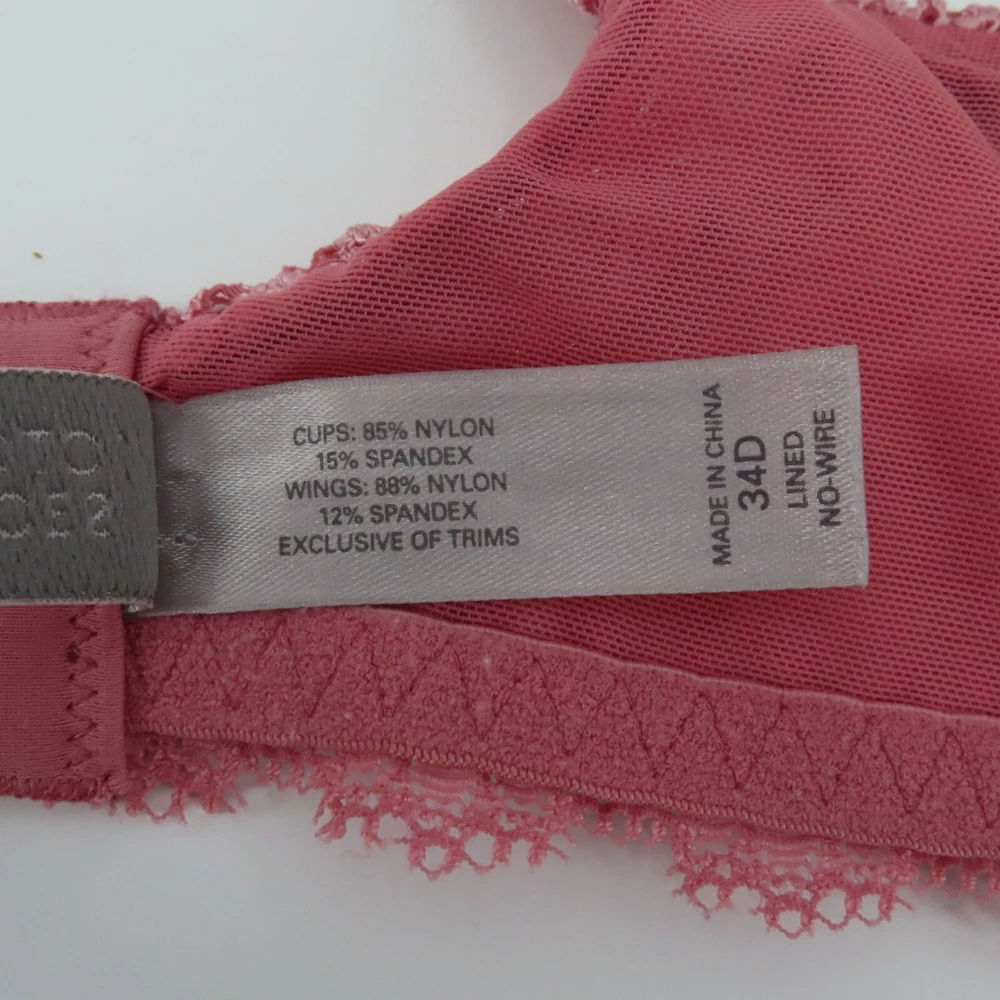 CUPS: 85% NYLON
15% SPANDEX
WINGS: 88% NYLON
12% SPANDEX
EXCLUSIVE OF TRIMS
MADE IN CHINA
34D
LINED
NO-WIRE